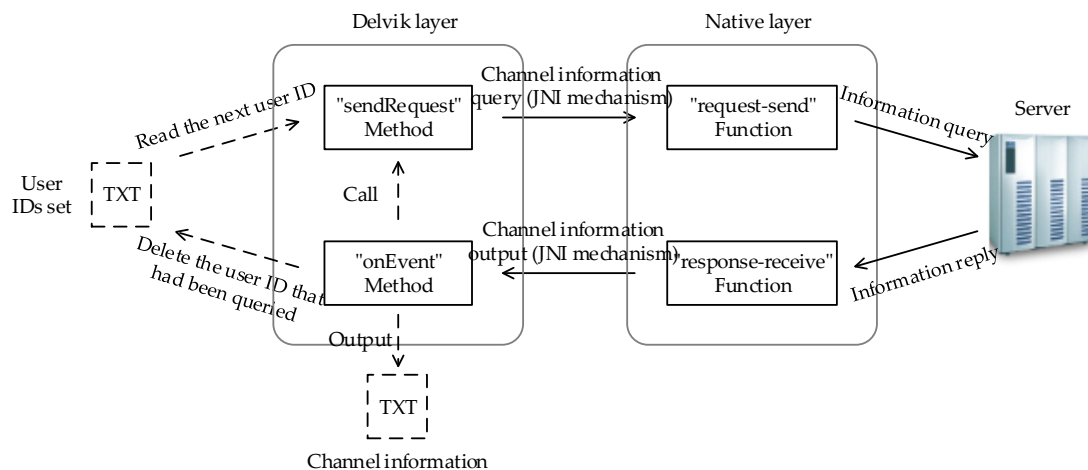 Delvik layer
Native layer
Channel information
query (JNI mechanism)
Read the next user ID
"sendRequest"
Method
"request-send"
Function
Information query
Server
User
IDs set
TXT
Call
Channel information
output (JNI mechanism)
Delete the user ID that
had been queried
"onEvent"
Method
"response-receive"
Function
Information reply
Output
TXT
Channel information